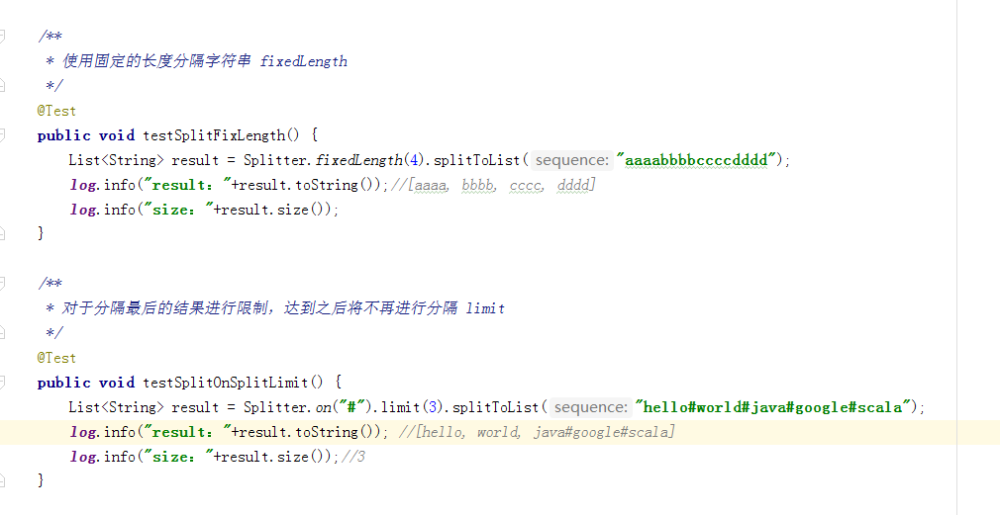 /**
 * 使用固定的长度分隔字符串 fixedLength
 */
@Test
public void testSplitFixLength() {
    List<String> result = Splitter.fixedLength(4).splitToList( sequence: "aaaabbbbccccdddd");
    log.info("result："+result.toString());//[aaaa, bbbb, cccc, dddd]
    log.info("size："+result.size());
}
/**
 * 对于分隔最后的结果进行限制，达到之后将不再进行分隔 limit
 */
@Test
public void testSplitOnSplitLimit() {
    List<String> result = Splitter.on("#").limit(3).splitToList( sequence: "hello#world#java#google#scala");
    log.info("result："+result.toString()); //[hello, world, java#google#scala]
    log.info("size："+result.size());//3
}